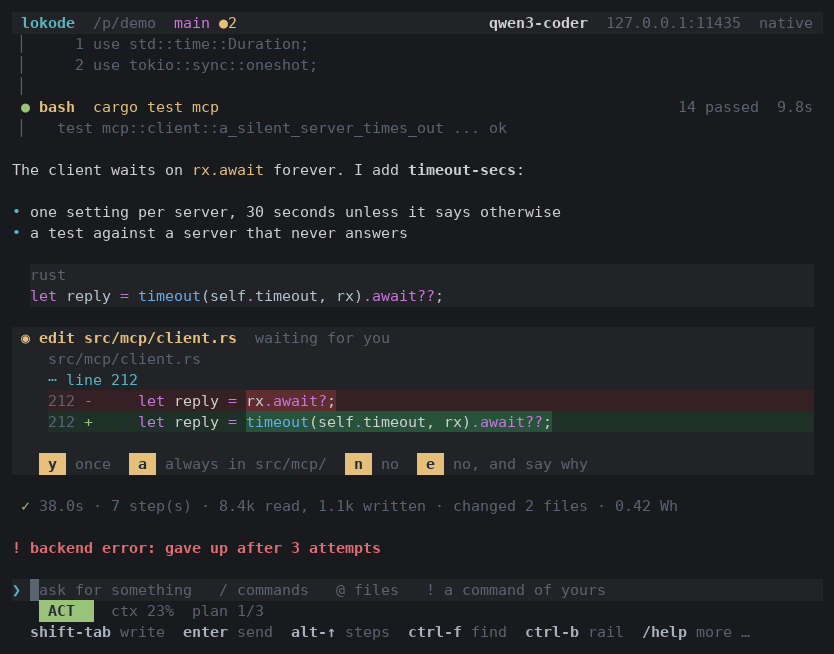 lokode  /p/demo  main ●2  qwen3-coder  127.0.0.1:11435  native
│     1 use std::time::Duration;
│     2 use tokio::sync::oneshot;
│
● bash  cargo test mcp  14 passed  9.8s
│   test mcp::client::a_silent_server_times_out ... ok
The client waits on rx.await forever. I add timeout-secs:
• one setting per server, 30 seconds unless it says otherwise
• a test against a server that never answers
rust
let reply = timeout(self.timeout, rx).await??;
◉ edit src/mcp/client.rs  waiting for you
src/mcp/client.rs
⋯ line 212
212 -     let reply = rx.await?;
212 +     let reply = timeout(self.timeout, rx).await??;
y once  a always in src/mcp/  n no  e no, and say why
✓ 38.0s · 7 step(s) · 8.4k read, 1.1k written · changed 2 files · 0.42 Wh
! backend error: gave up after 3 attempts
❯ ask for something   / commands   @ files   ! a command of yours
ACT  ctx 23%  plan 1/3
shift-tab write  enter send  alt-↑ steps  ctrl-f find  ctrl-b rail  /help more …